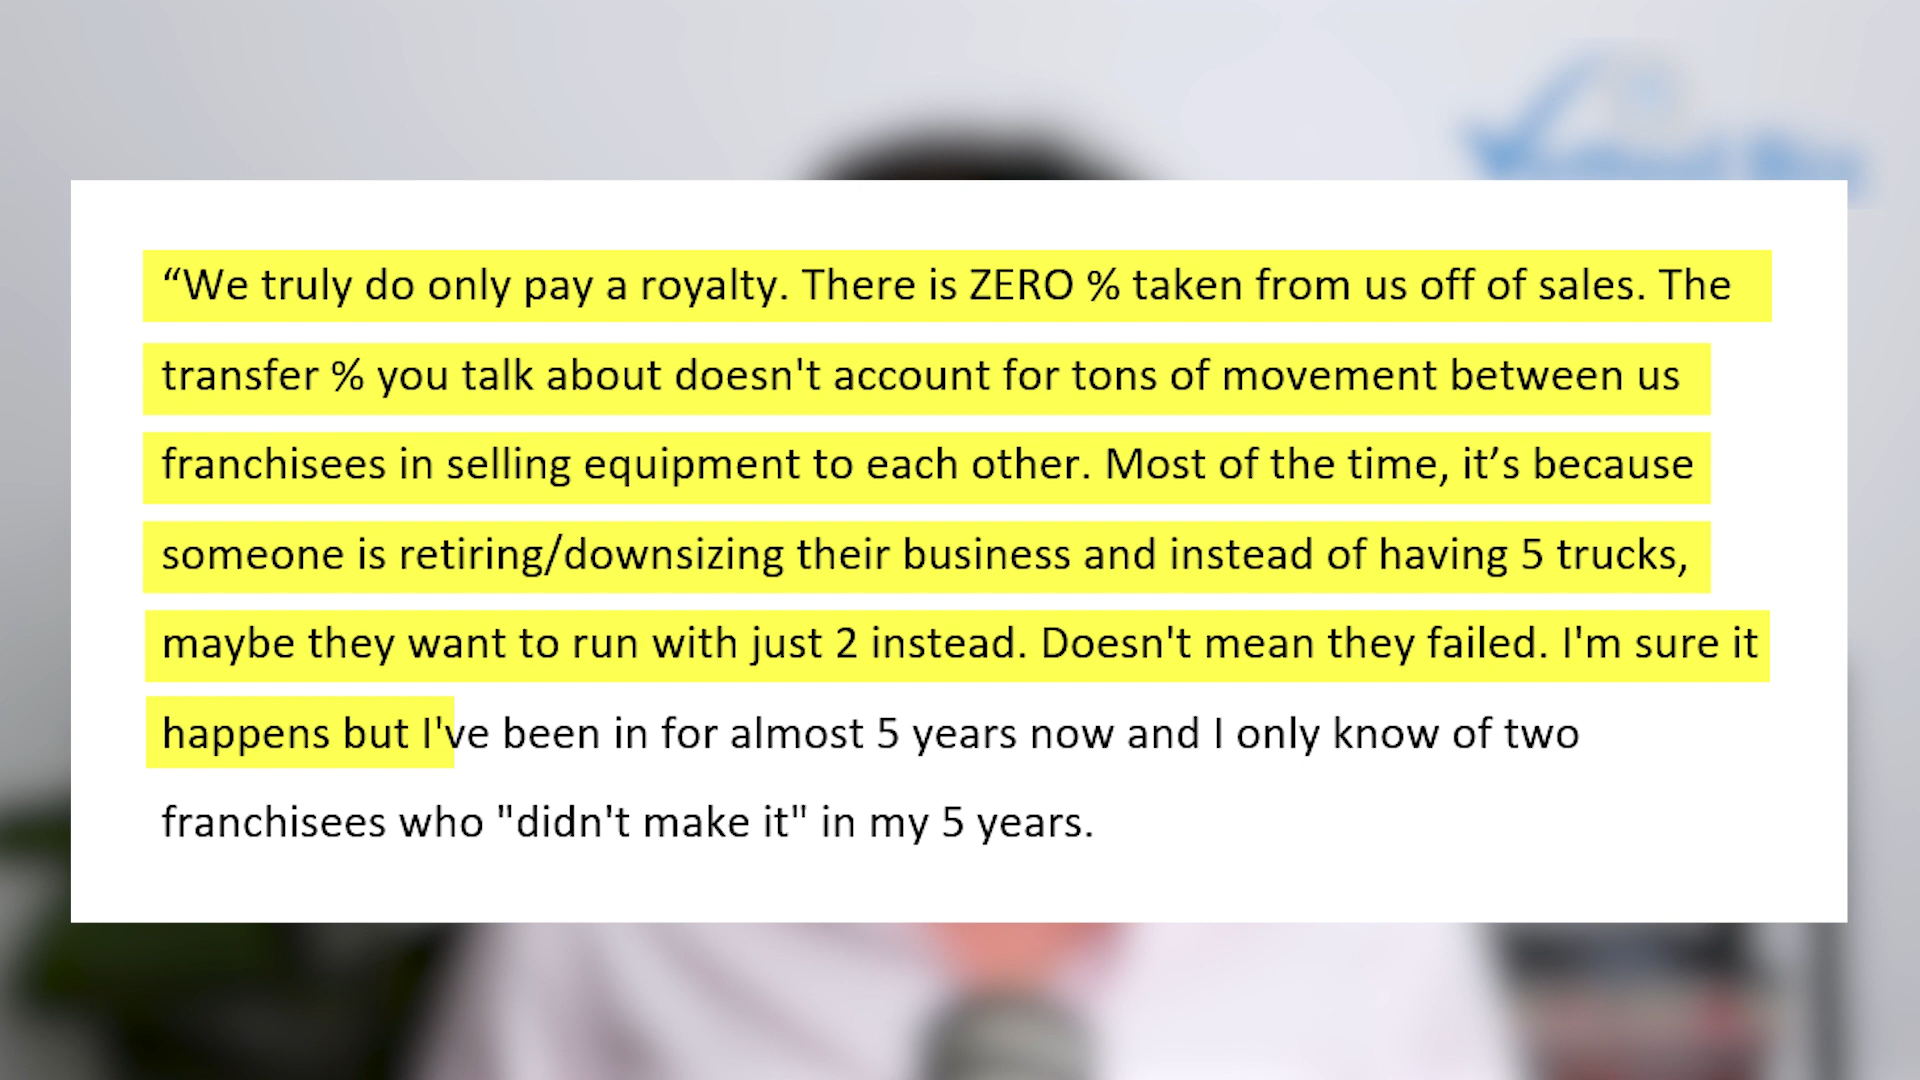 “We truly do only pay a royalty. There is ZERO % taken from us off of sales. The
transfer % you talk about doesn't account for tons of movement between us
franchisees in selling equipment to each other. Most of the time, it’s because
someone is retiring/downsizing their business and instead of having 5 trucks,
maybe they want to run with just 2 instead. Doesn't mean they failed. I'm sure it
happens but I've been in for almost 5 years now and I only know of two
franchisees who "didn't make it" in my 5 years.